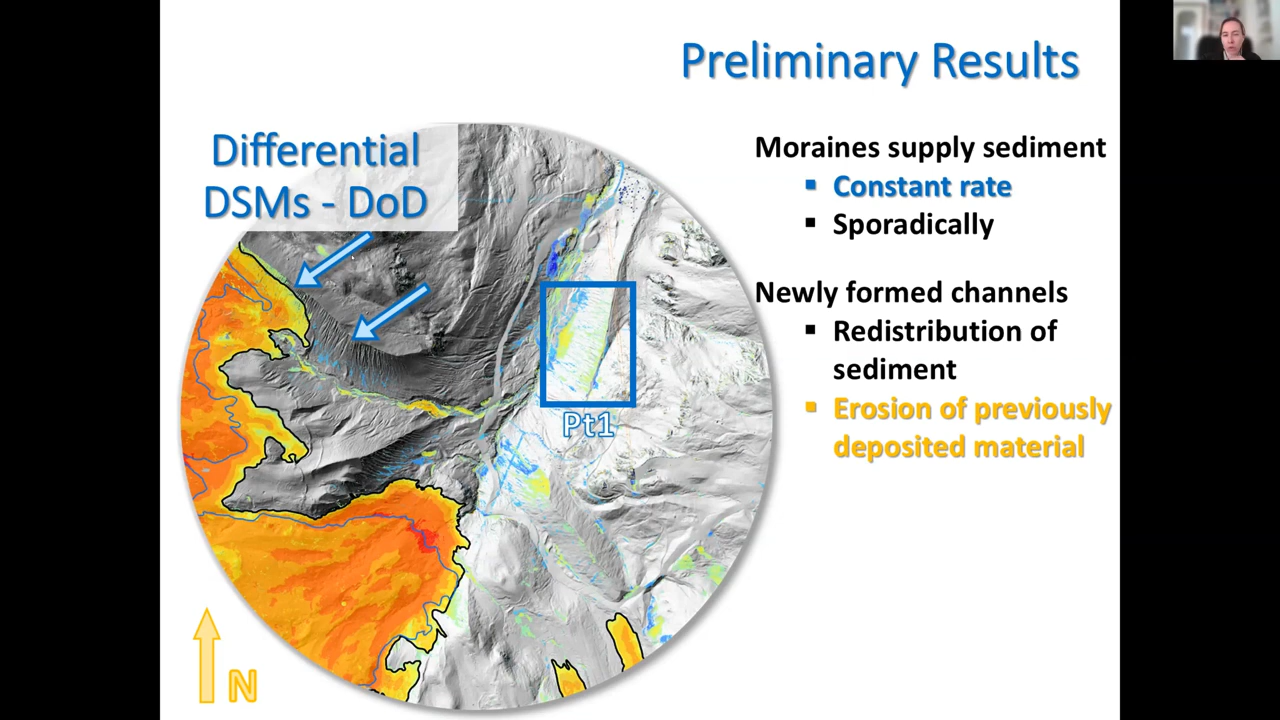 Preliminary Results
Differential
DSMs - DoD
Moraines supply sediment
▪ Constant rate
▪ Sporadically
Newly formed channels
▪ Redistribution of
sediment
▪ Erosion of previously
deposited material
Pt1
N